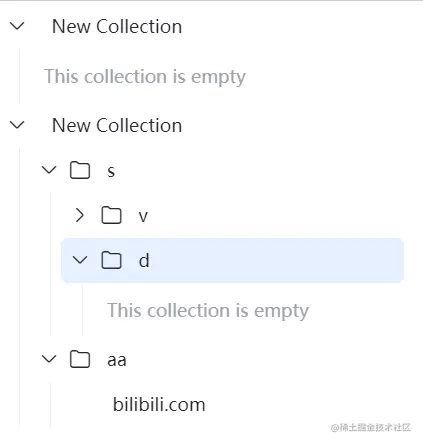 New Collection
This collection is empty
New Collection
s
v
d
This collection is empty
aa
bilibili.com
@稀土掘金技术社区